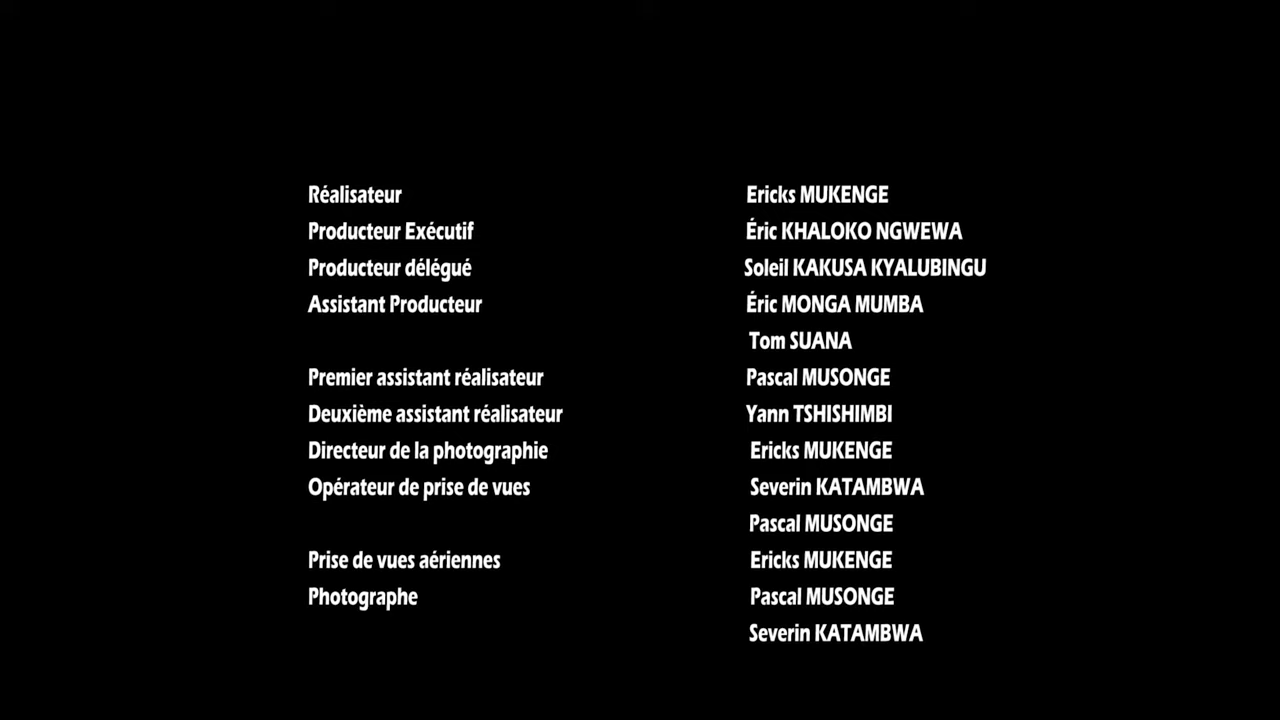 Réalisateur Ericks MUKENGE
Producteur Exécutif Éric KHALOKO NGWEWA
Producteur délégué Soleil KAKUSA KYALUBINGU
Assistant Producteur Éric MONGA MUMBA
Tom SUANA
Premier assistant réalisateur Pascal MUSONGE
Deuxième assistant réalisateur Yann TSHISHIMBI
Directeur de la photographie Ericks MUKENGE
Opérateur de prise de vues Severin KATAMBWA
Pascal MUSONGE
Prise de vues aériennes Ericks MUKENGE
Photographe Pascal MUSONGE
Severin KATAMBWA